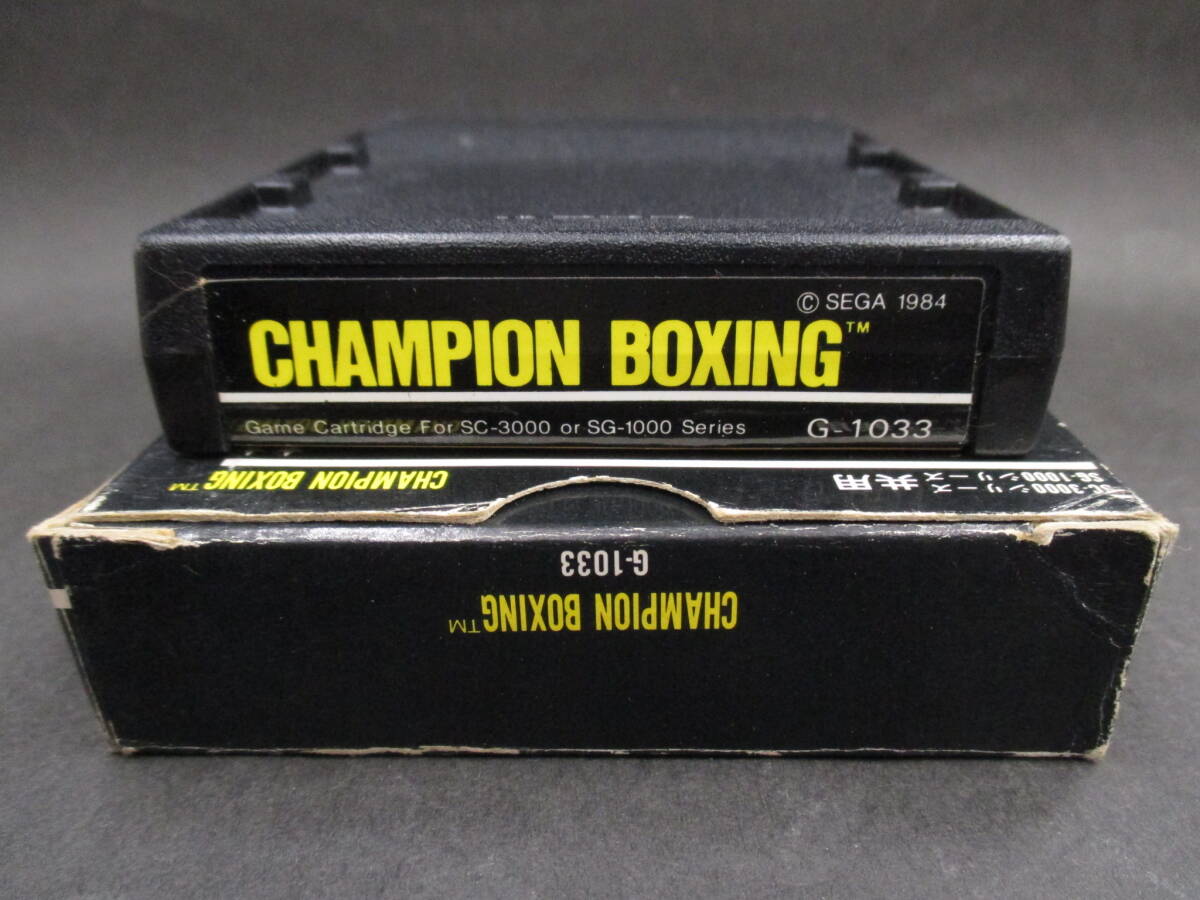 © SEGA 1984
CHAMPION BOXING™
Game Cartridge For SC-3000 or SG-1000 Series G-1033
CHAMPION BOXING™
SC-3000シリーズ
SG-1000シリーズ 共用
G-1033
CHAMPION BOXING™